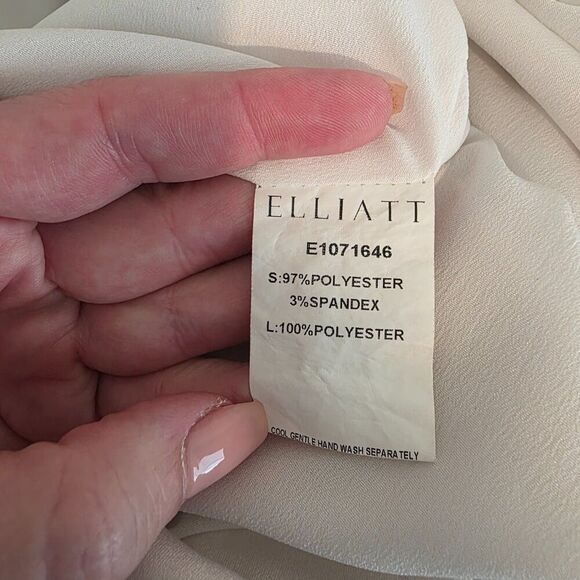 ELLIATT
E1071646
S:97%POLYESTER
3%SPANDEX
L:100%POLYESTER
COOL GENTLE HAND WASH SEPARATELY